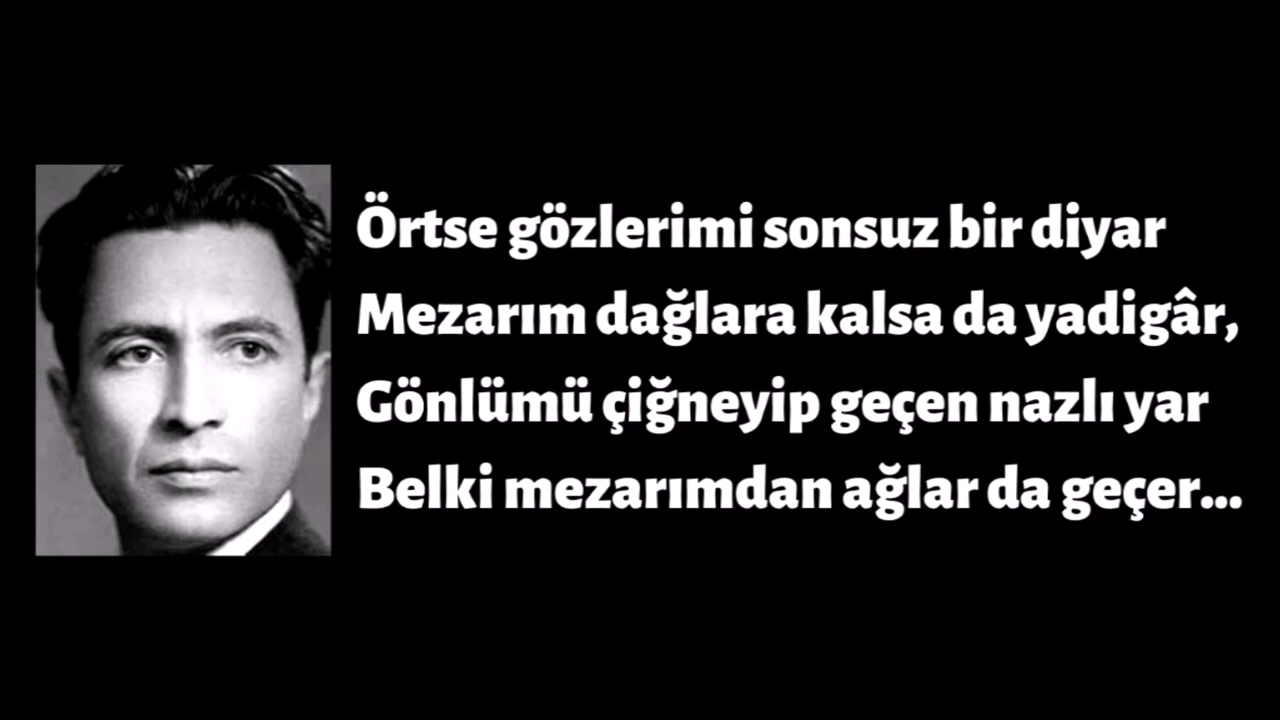 Örtse gözlerimi sonsuz bir diyar
Mezarım dağlara kalsa da yadigâr,
Gönlümü çiğneyip geçen nazlı yar
Belki mezarımdan ağlar da geçer...